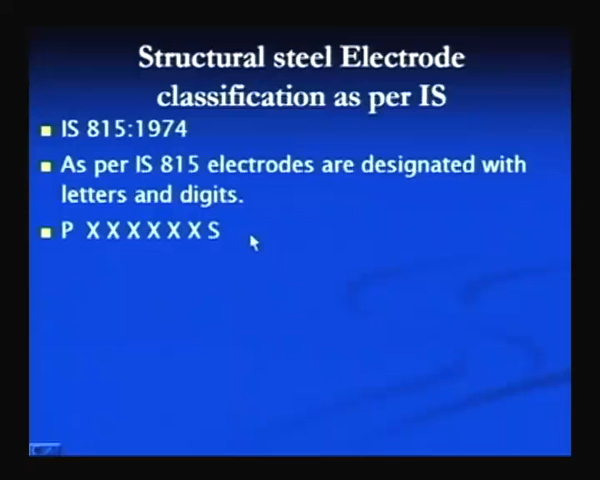 Structural steel Electrode
classification as per IS
IS 815:1974
As per IS 815 electrodes are designated with
letters and digits.
P X X X X X X S